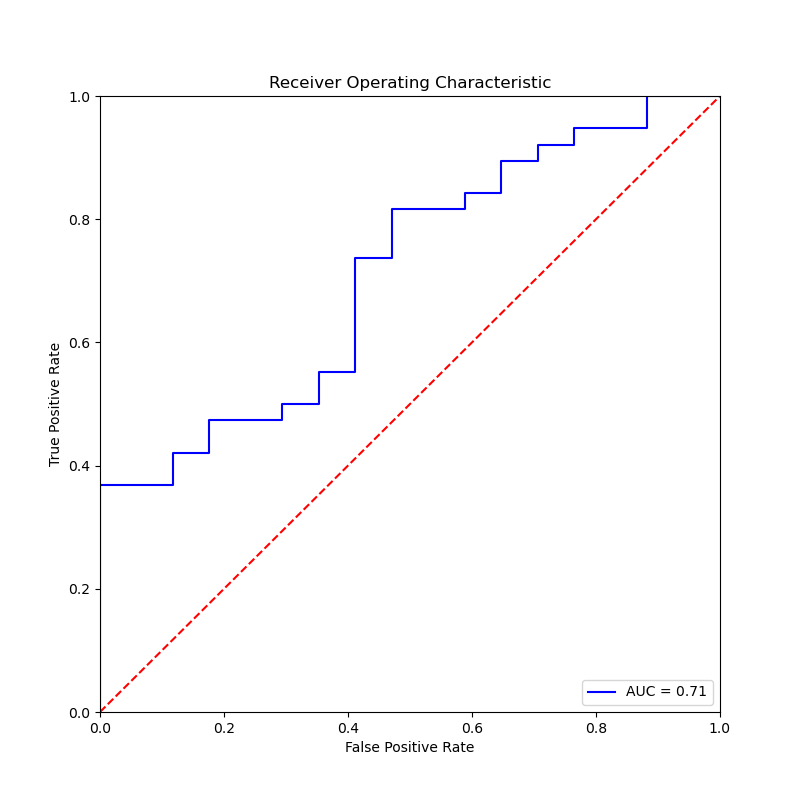 Receiver Operating Characteristic
1.0
0.8
0.6
0.4
0.2
0.0
True Positive Rate
AUC = 0.71
0.0 0.2 0.4 0.6 0.8 1.0
False Positive Rate